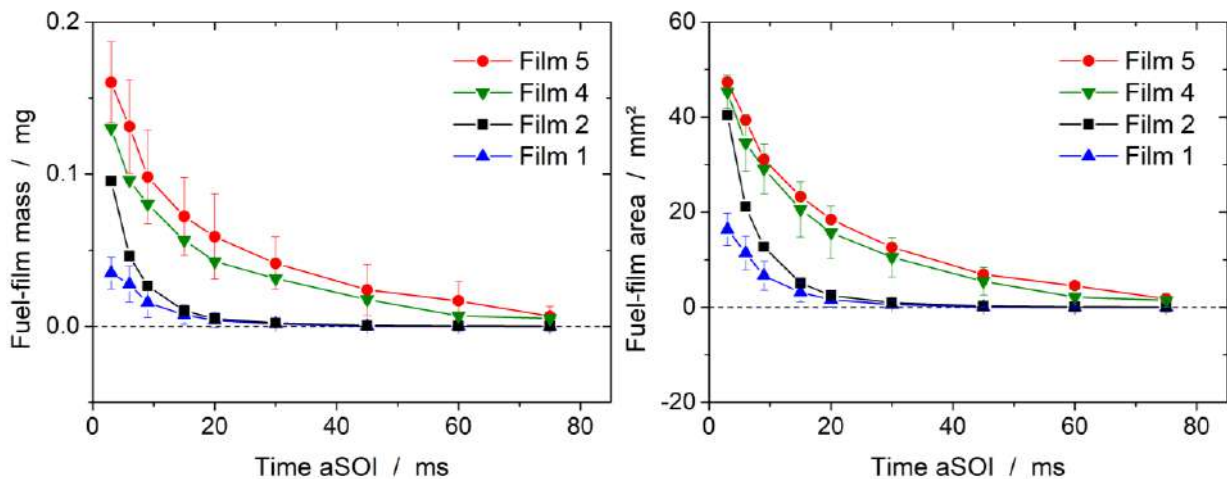 0.2
0.1
0.0
Fuel-film mass / mg
Film 5
Film 4
Film 2
Film 1
0 20 40 60 80
Time aSOI / ms
60
40
20
0
-20
Fuel-film area / mm²
Film 5
Film 4
Film 2
Film 1
0 20 40 60 80
Time aSOI / ms